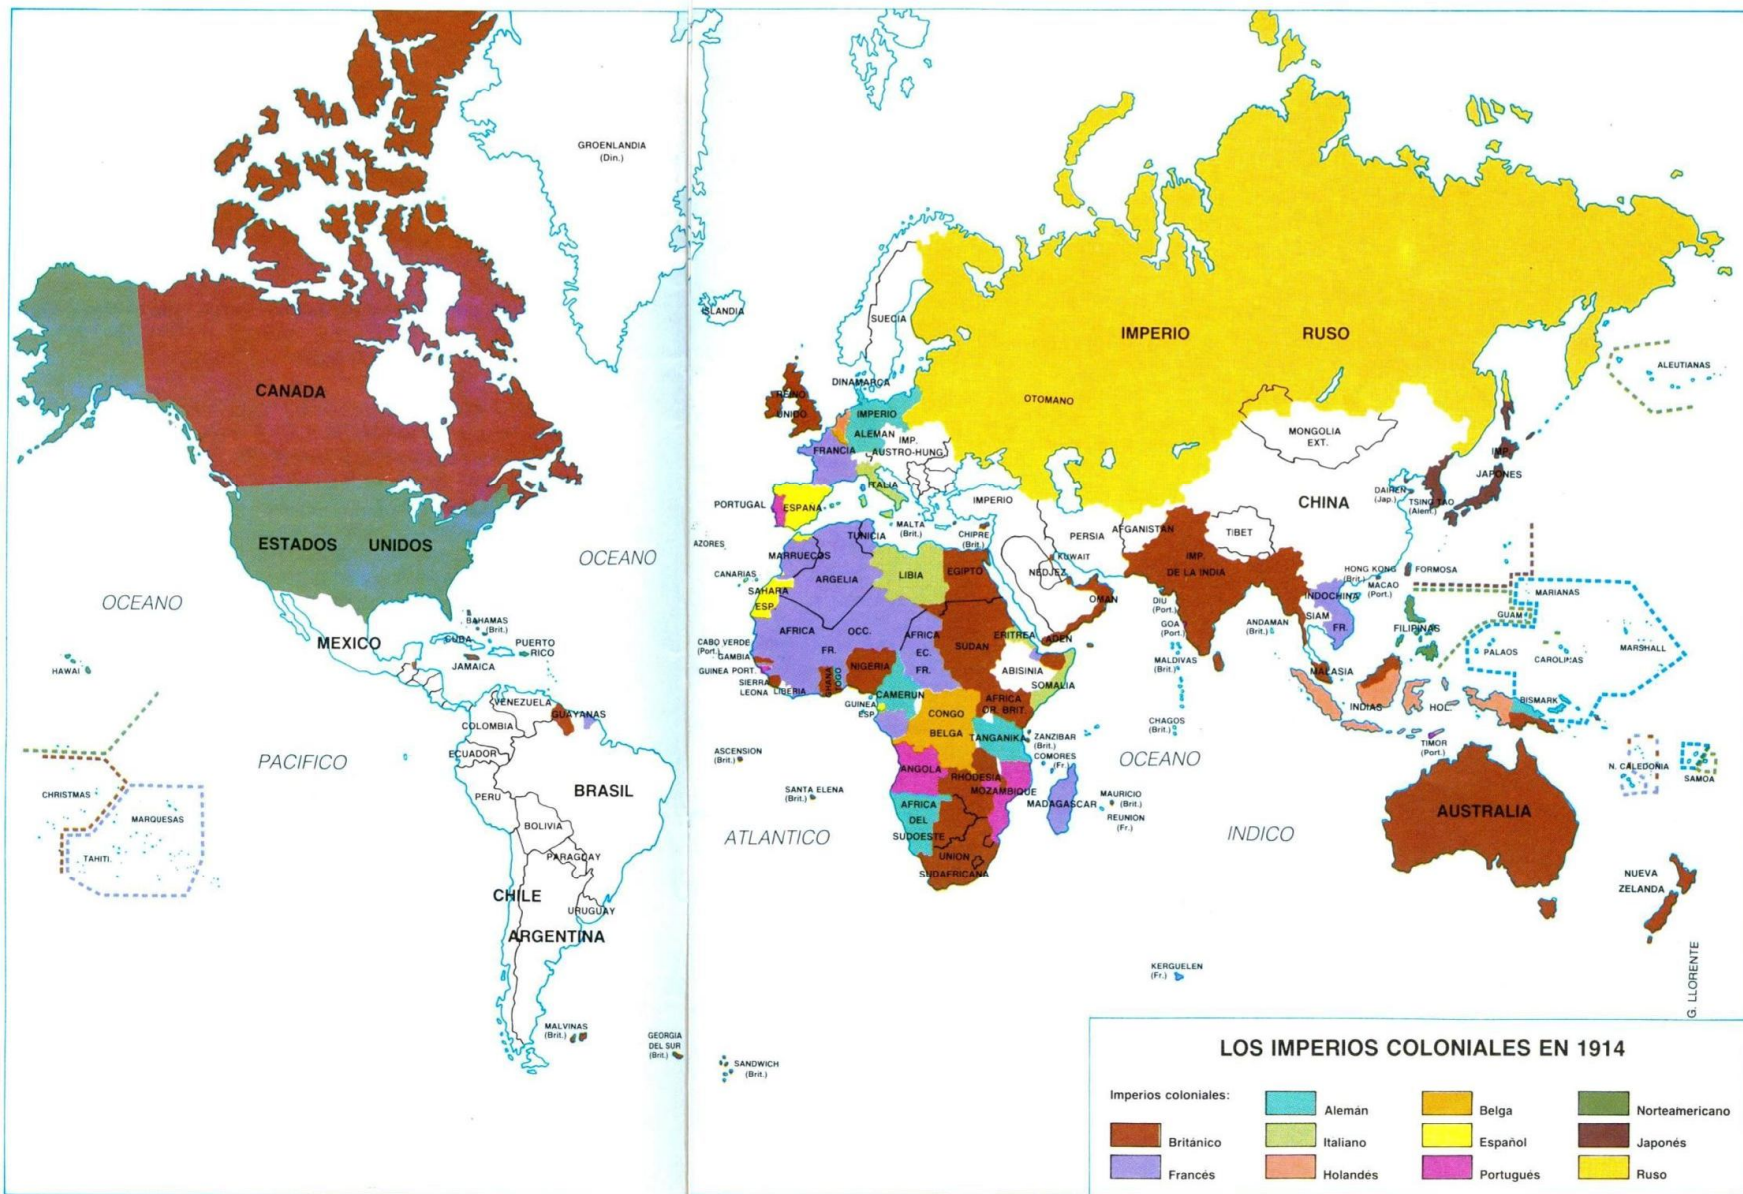 GROENLANDIA
(Din.)
ISLANDIA
SUECIA
IMPERIO RUSO
CANADA
DINAMARCA
REINO
UNIDO
IMPERIO
ALEMAN
IMP.
AUSTRO-HUNG.
OTOMANO
ALEUTIANAS
MONGOLIA
EXT.
FRANCIA
ITALIA
IMP.
JAPONES
PORTUGAL
ESPAÑA
IMPERIO
CHINA
DAIREN
(Jap.)
TSING TAO
(Alem.)
ESTADOS UNIDOS
OCEANO
AZORES
MARRUECOS
TUNICIA
MALTA
(Brit.)
CHIPRE
(Brit.)
PERSIA
AFGANISTAN
TIBET
KUWAIT
IMP.
DE LA INDIA
CANARIAS
ARGELIA
LIBIA
EGIPTO
NEDJEZ
HONG KONG
(Brit.)
MACAO
(Port.)
FORMOSA
OCEANO
SAHARA
ESP.
OMAN
DIU
(Port.)
INDOCHINA
FR.
SIAM
MARIANAS
GUAM
BAHAMAS
(Brit.)
MEXICO
CUBA
PUERTO
RICO
JAMAICA
HAWAI
CABO VERDE
(Port.)
GAMBIA
GUINEA PORT.
SIERRA
LEONA
LIBERIA
AFRICA OCC.
FR.
GHANA
TOGO
NIGERIA
AFRICA
EC.
FR.
SUDAN
ERITREA
ADEN
ABISINIA
SOMALIA
GOA
(Port.)
ANDAMAN
(Brit.)
MALDIVAS
(Brit.)
FILIPINAS
PALAOS
CAROLINAS
MARSHALL
MALASIA
VENEZUELA
GUAYANAS
COLOMBIA
ECUADOR
CAMERUN
GUINEA
ESP.
CONGO
BELGA
AFRICA
OR. BRIT.
TANGANIKA
ZANZIBAR
(Brit.)
COMORES
(Fr.)
CHAGOS
(Brit.)
INDIAS HOL.
BISMARK
TIMOR
(Port.)
PACIFICO
PERU
BRASIL
ASCENSION
(Brit.)
SANTA ELENA
(Brit.)
ANGOLA
RHODESIA
MOZAMBIQUE
MADAGASCAR
MAURICIO
(Brit.)
REUNION
(Fr.)
OCEANO
N. CALEDONIA
SAMOA
CHRISTMAS
MARQUESAS
TAHITI
BOLIVIA
PARAGUAY
ATLANTICO
AFRICA
DEL
SUDOESTE
UNION
SUDAFRICANA
INDICO
AUSTRALIA
NUEVA
ZELANDA
CHILE
URUGUAY
ARGENTINA
KERGUELEN
(Fr.)
MALVINAS
(Brit.)
GEORGIA
DEL SUR
(Brit.)
SANDWICH
(Brit.)
G. LLORENTE
LOS IMPERIOS COLONIALES EN 1914
Imperios coloniales:
Británico
Francés
Alemán
Italiano
Holandés
Belga
Español
Portugués
Norteamericano
Japonés
Ruso